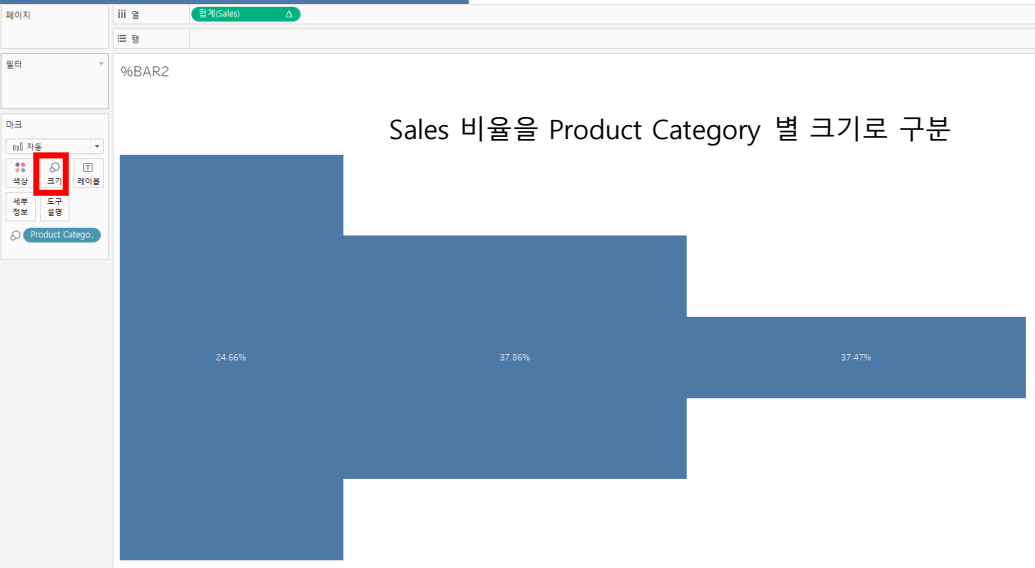 페이지
iii 열 합계(Sales) Δ
행
필터
%BAR2
Sales 비율을 Product Category 별 크기로 구분
마크
자동
색상 크기 레이블
세부 정보
도구 설명
Product Catego..
24.66% 37.86% 37.47%